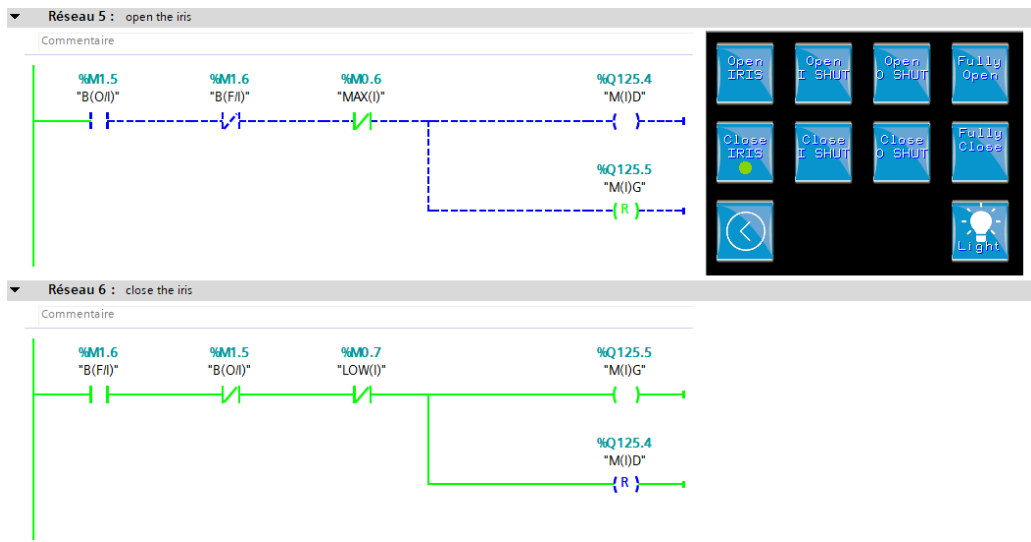 Réseau 5 : open the iris
Commentaire
%M1.5 %M1.6 %M0.6 %Q125.4
"B(O/I)" "B(F/I)" "MAX(I)" "M(I)D"
%Q125.5
"M(I)G"
R
Open IRIS
Open I SHUT
Open O SHUT
Fully Open
Close IRIS
Close I SHUT
Close O SHUT
Fully Close
Light
Réseau 6 : close the iris
Commentaire
%M1.6 %M1.5 %M0.7 %Q125.5
"B(F/I)" "B(O/I)" "LOW(I)" "M(I)G"
%Q125.4
"M(I)D"
R